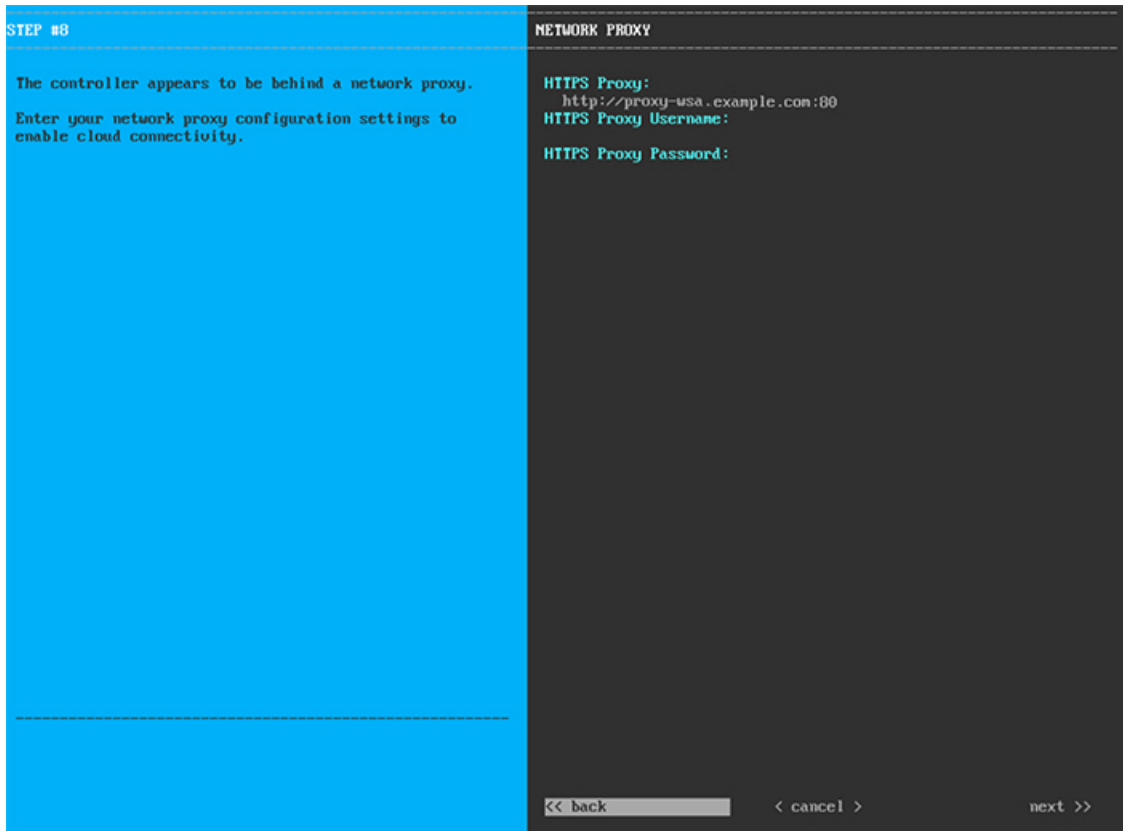 STEP #8
The controller appears to be behind a network proxy.
Enter your network proxy configuration settings to
enable cloud connectivity.
NETWORK PROXY
HTTPS Proxy:
http://proxy-wsa.example.com:80
HTTPS Proxy Username:
HTTPS Proxy Password:
<< back < cancel > next >>